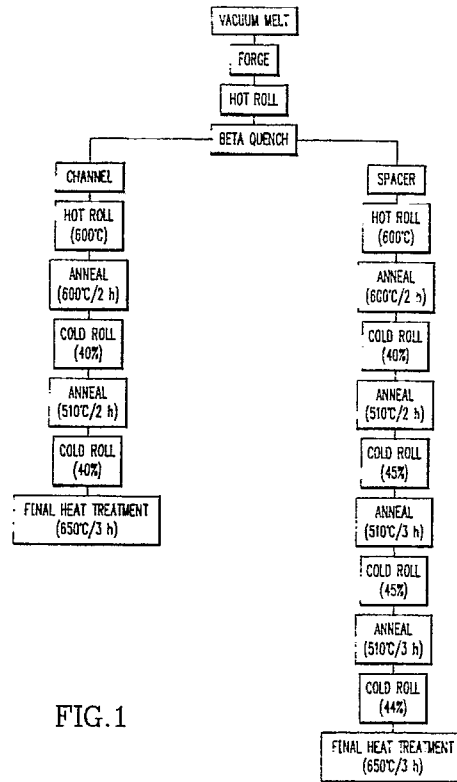 VACUUM MELT
FORGE
HOT ROLL
BETA QUENCH
CHANNEL
HOT ROLL
(600℃)
ANNEAL
(600℃/2 h)
COLD ROLL
(40%)
ANNEAL
(510℃/2 h)
COLD ROLL
(40%)
FINAL HEAT TREATMENT
(650℃/3 h)
SPACER
HOT ROLL
(600℃)
ANNEAL
(600℃/2 h)
COLD ROLL
(40%)
ANNEAL
(510℃/2 h)
COLD ROLL
(45%)
ANNEAL
(510℃/3 h)
COLD ROLL
(45%)
ANNEAL
(510℃/3 h)
COLD ROLL
(44%)
FINAL HEAT TREATMENT
(650℃/3 h)
FIG.1